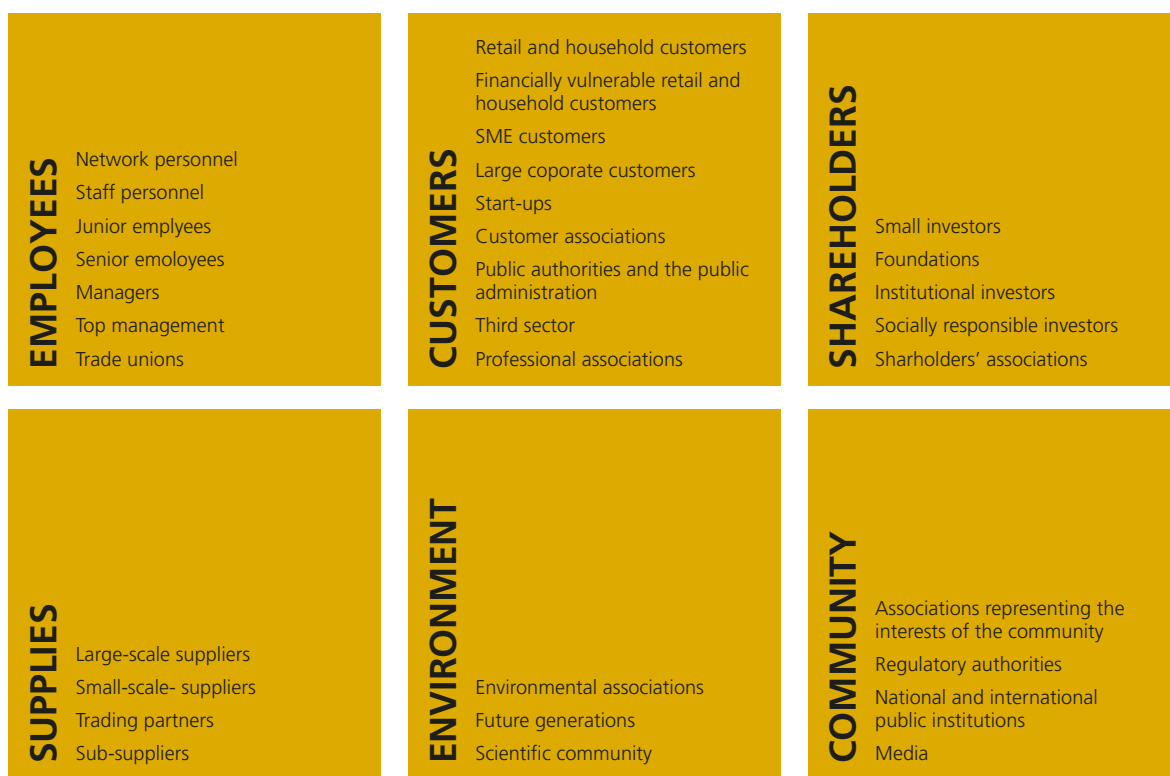 EMPLOYEES
Network personnel
Staff personnel
Junior emplyees
Senior emoloyees
Managers
Top management
Trade unions
CUSTOMERS
Retail and household customers
Financially vulnerable retail and
household customers
SME customers
Large coporate customers
Start-ups
Customer associations
Public authorities and the public
administration
Third sector
Professional associations
SHAREHOLDERS
Small investors
Foundations
Institutional investors
Socially responsible investors
Sharholders’ associations
SUPPLIES
Large-scale suppliers
Small-scale- suppliers
Trading partners
Sub-suppliers
ENVIRONMENT
Environmental associations
Future generations
Scientific community
COMMUNITY
Associations representing the
interests of the community
Regulatory authorities
National and international
public institutions
Media